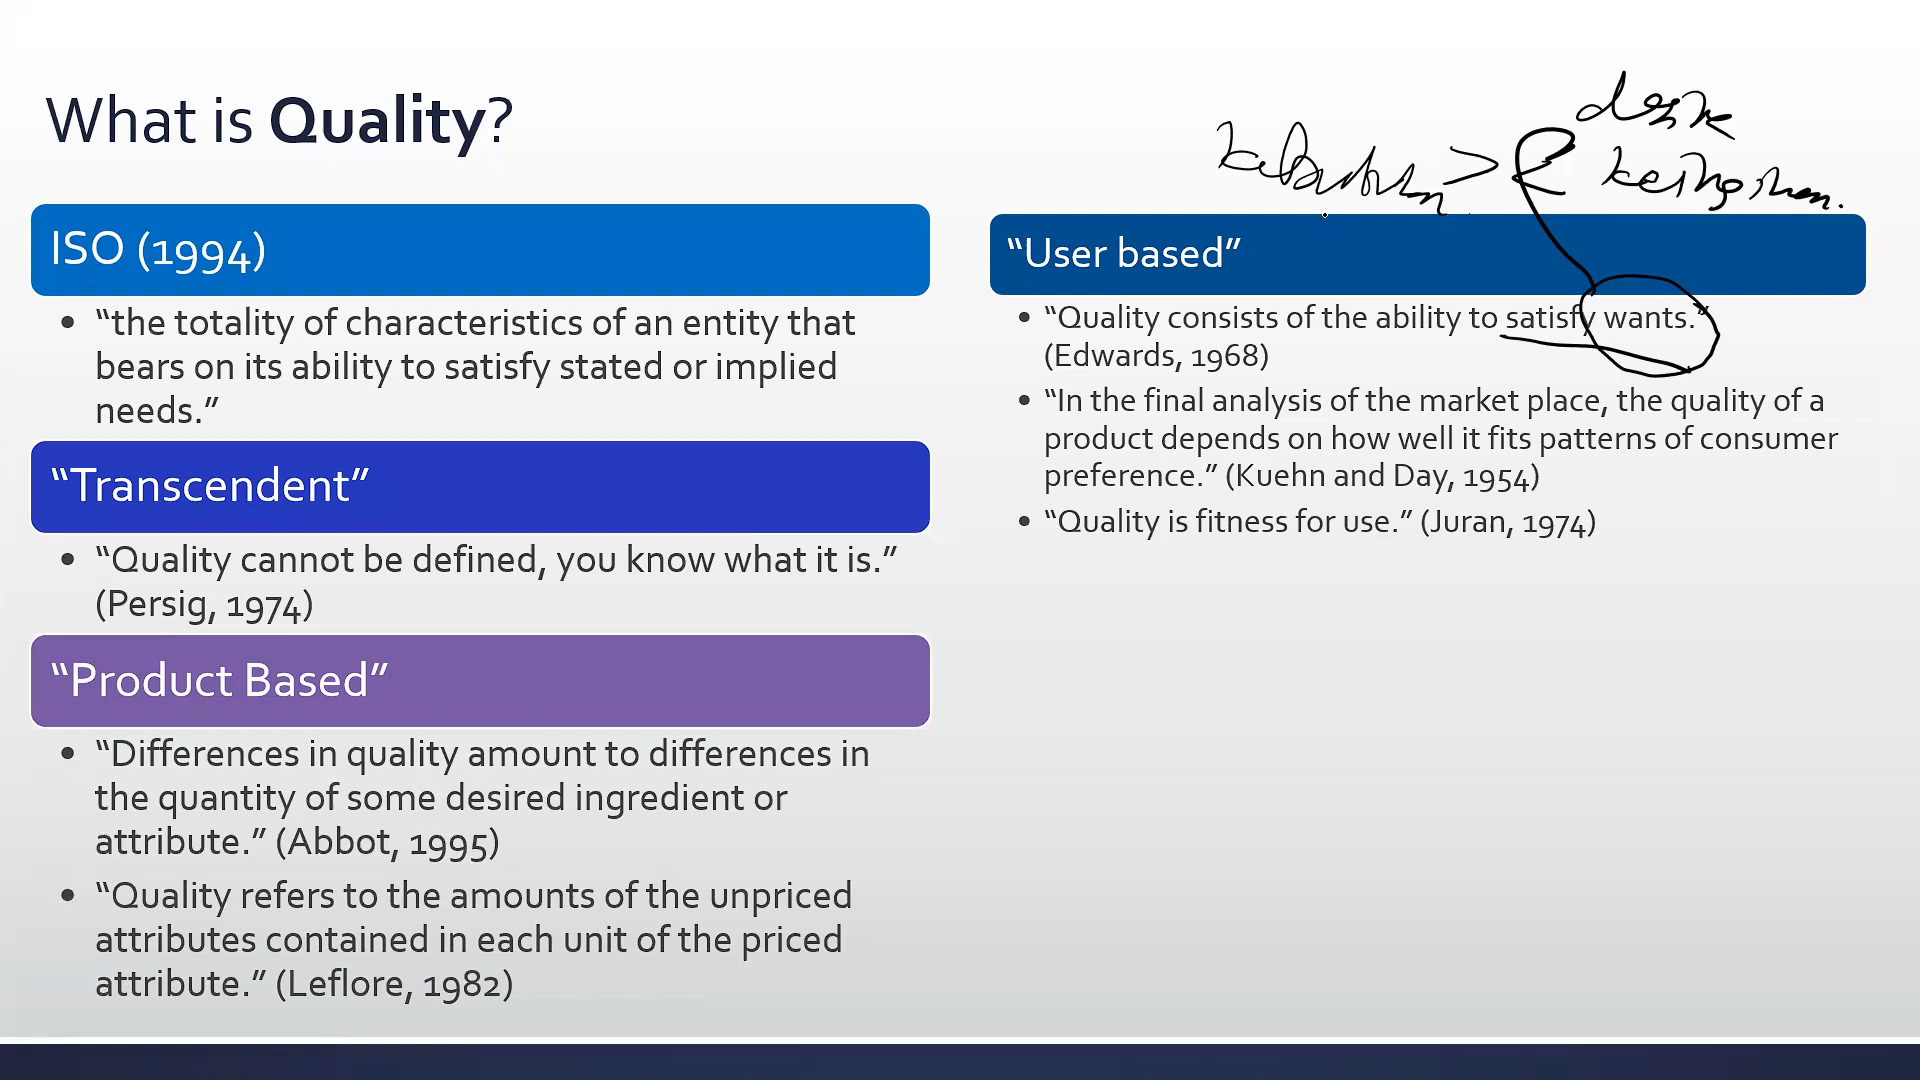 What is Quality?
ISO (1994)
• “the totality of characteristics of an entity that
bears on its ability to satisfy stated or implied
needs.”
“Transcendent”
• “Quality cannot be defined, you know what it is.”
(Persig, 1974)
“Product Based”
• “Differences in quality amount to differences in
the quantity of some desired ingredient or
attribute.” (Abbot, 1995)
• “Quality refers to the amounts of the unpriced
attributes contained in each unit of the priced
attribute.” (Leflore, 1982)
desire
>
“User based”
• “Quality consists of the ability to satisfy wants.”
(Edwards, 1968)
• “In the final analysis of the market place, the quality of a
product depends on how well it fits patterns of consumer
preference.” (Kuehn and Day, 1954)
• “Quality is fitness for use.” (Juran, 1974)